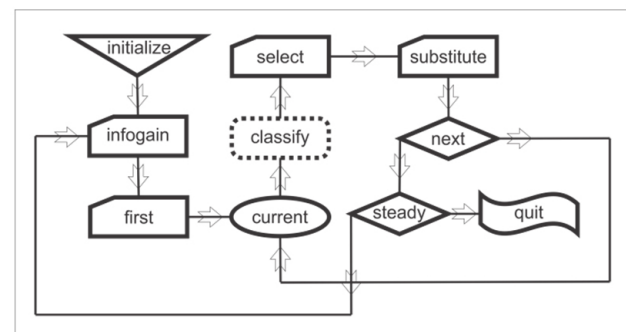 initialize
select
substitute
infogain
classify
next
first
current
steady
quit